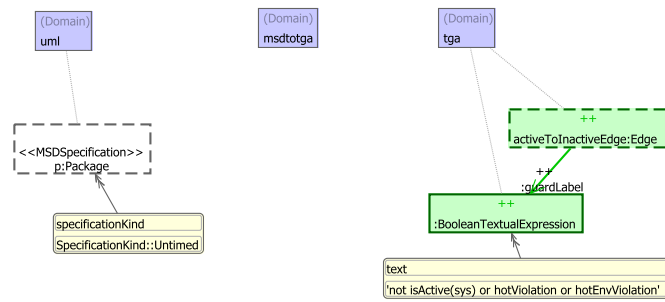 (Domain)
uml
(Domain)
msdtotga
(Domain)
tga
++
activeToInactiveEdge:Edge
<<MSDSpecification>>
p:Package
++
:guardLabel
++
:BooleanTextualExpression
specificationKind
SpecificationKind::Untimed
text
'not isActive(sys) or hotViolation or hotEnvViolation'